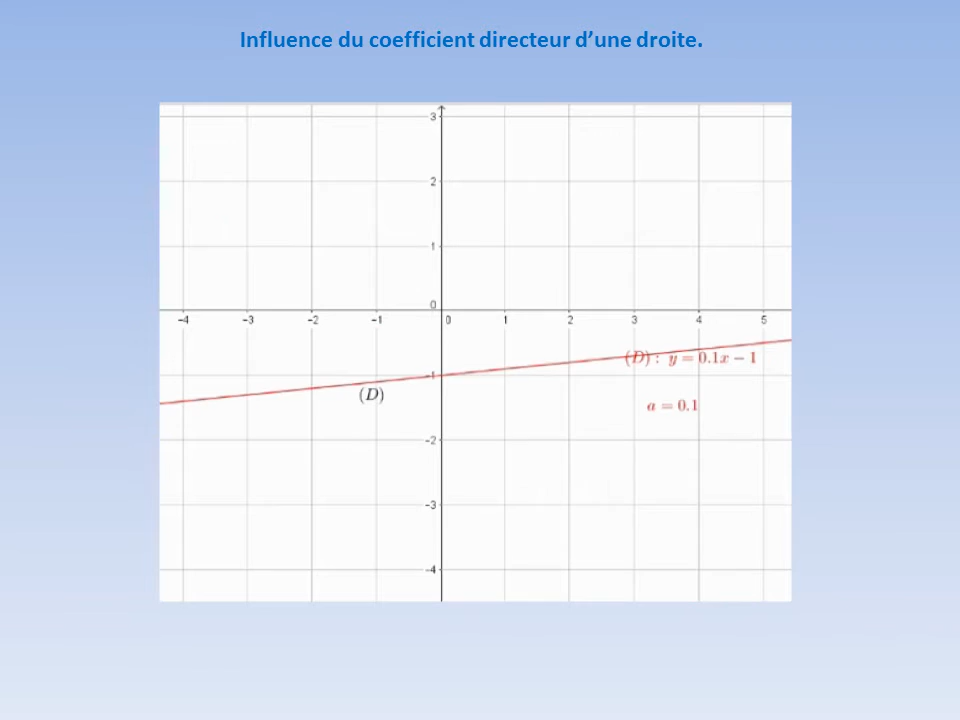 Influence du coefficient directeur d’une droite.
3
2
1
0
-4 -3 -2 -1 0 1 2 3 4 5
(D) : y = 0.1x − 1
-1
(D)
a = 0.1
-2
-3
-4